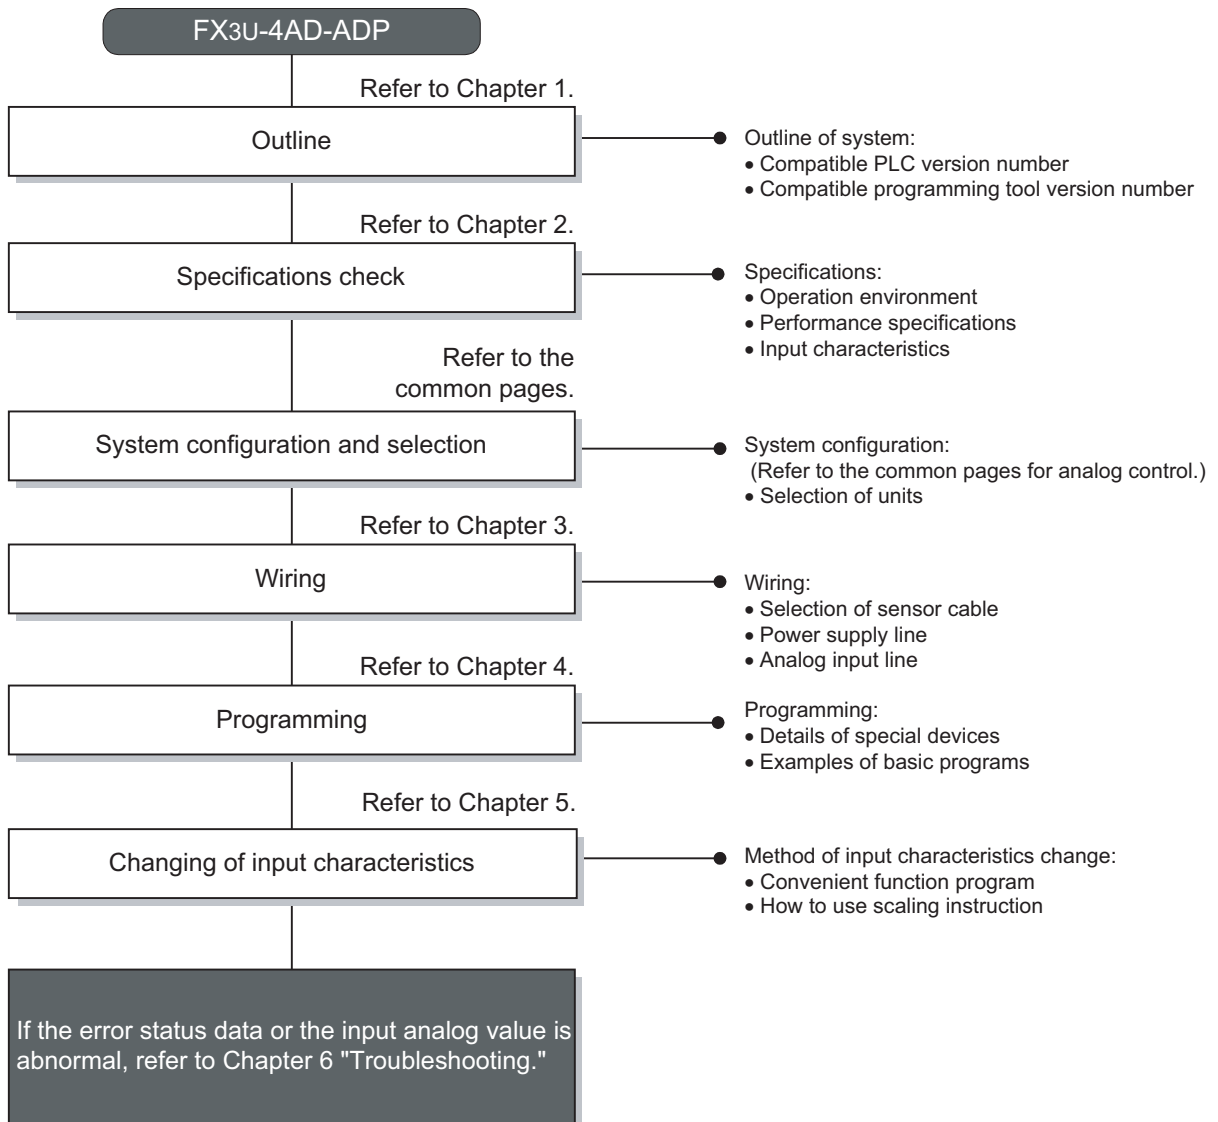 FX3U-4AD-ADP
Refer to Chapter 1.
Outline
Outline of system:
• Compatible PLC version number
• Compatible programming tool version number
Refer to Chapter 2.
Specifications check
Specifications:
• Operation environment
• Performance specifications
• Input characteristics
Refer to the
common pages.
System configuration and selection
System configuration:
(Refer to the common pages for analog control.)
• Selection of units
Refer to Chapter 3.
Wiring
Wiring:
• Selection of sensor cable
• Power supply line
• Analog input line
Refer to Chapter 4.
Programming
Programming:
• Details of special devices
• Examples of basic programs
Refer to Chapter 5.
Changing of input characteristics
Method of input characteristics change:
• Convenient function program
• How to use scaling instruction
If the error status data or the input analog value is
abnormal, refer to Chapter 6 "Troubleshooting."